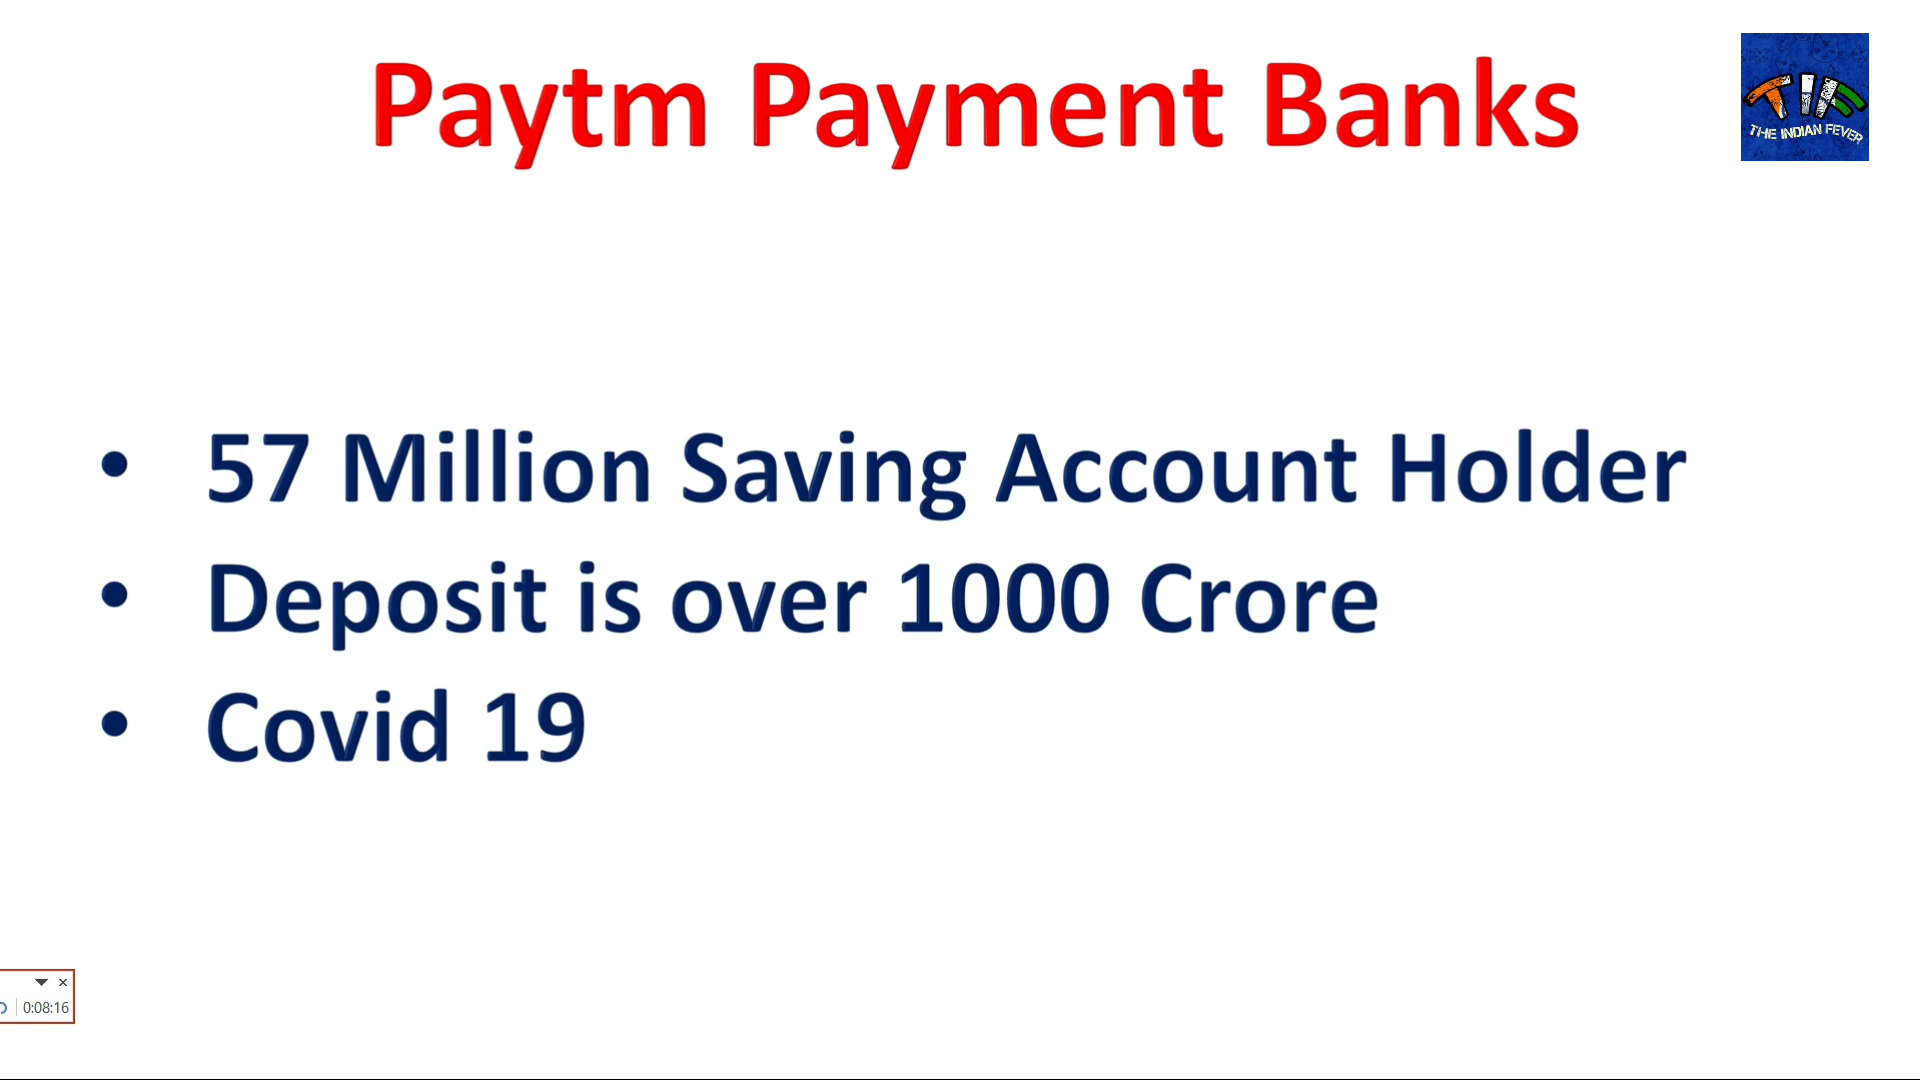 Paytm Payment Banks
TIF
THE INDIAN FEVER
• 57 Million Saving Account Holder
• Deposit is over 1000 Crore
• Covid 19
0:08:16